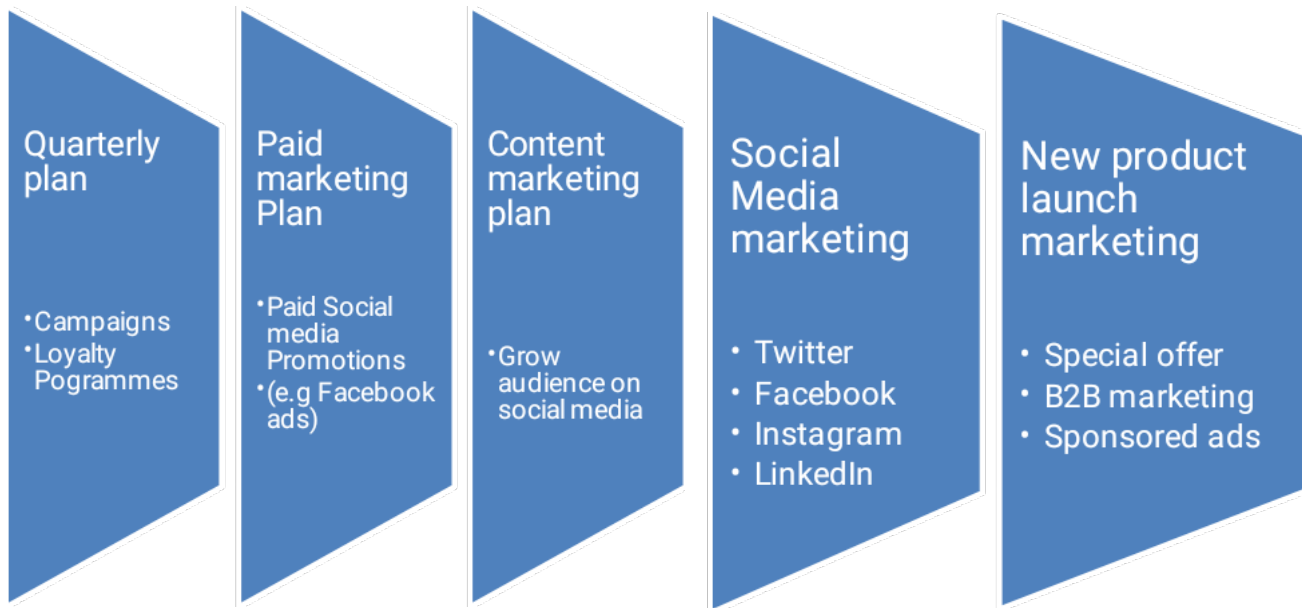 Quarterly
plan
•Campaigns
•Loyalty
Pogrammes
Paid
marketing
Plan
•Paid Social
media
Promotions
•(e.g Facebook
ads)
Content
marketing
plan
•Grow
audience on
social media
Social
Media
marketing
• Twitter
• Facebook
• Instagram
• LinkedIn
New product
launch
marketing
• Special offer
• B2B marketing
• Sponsored ads